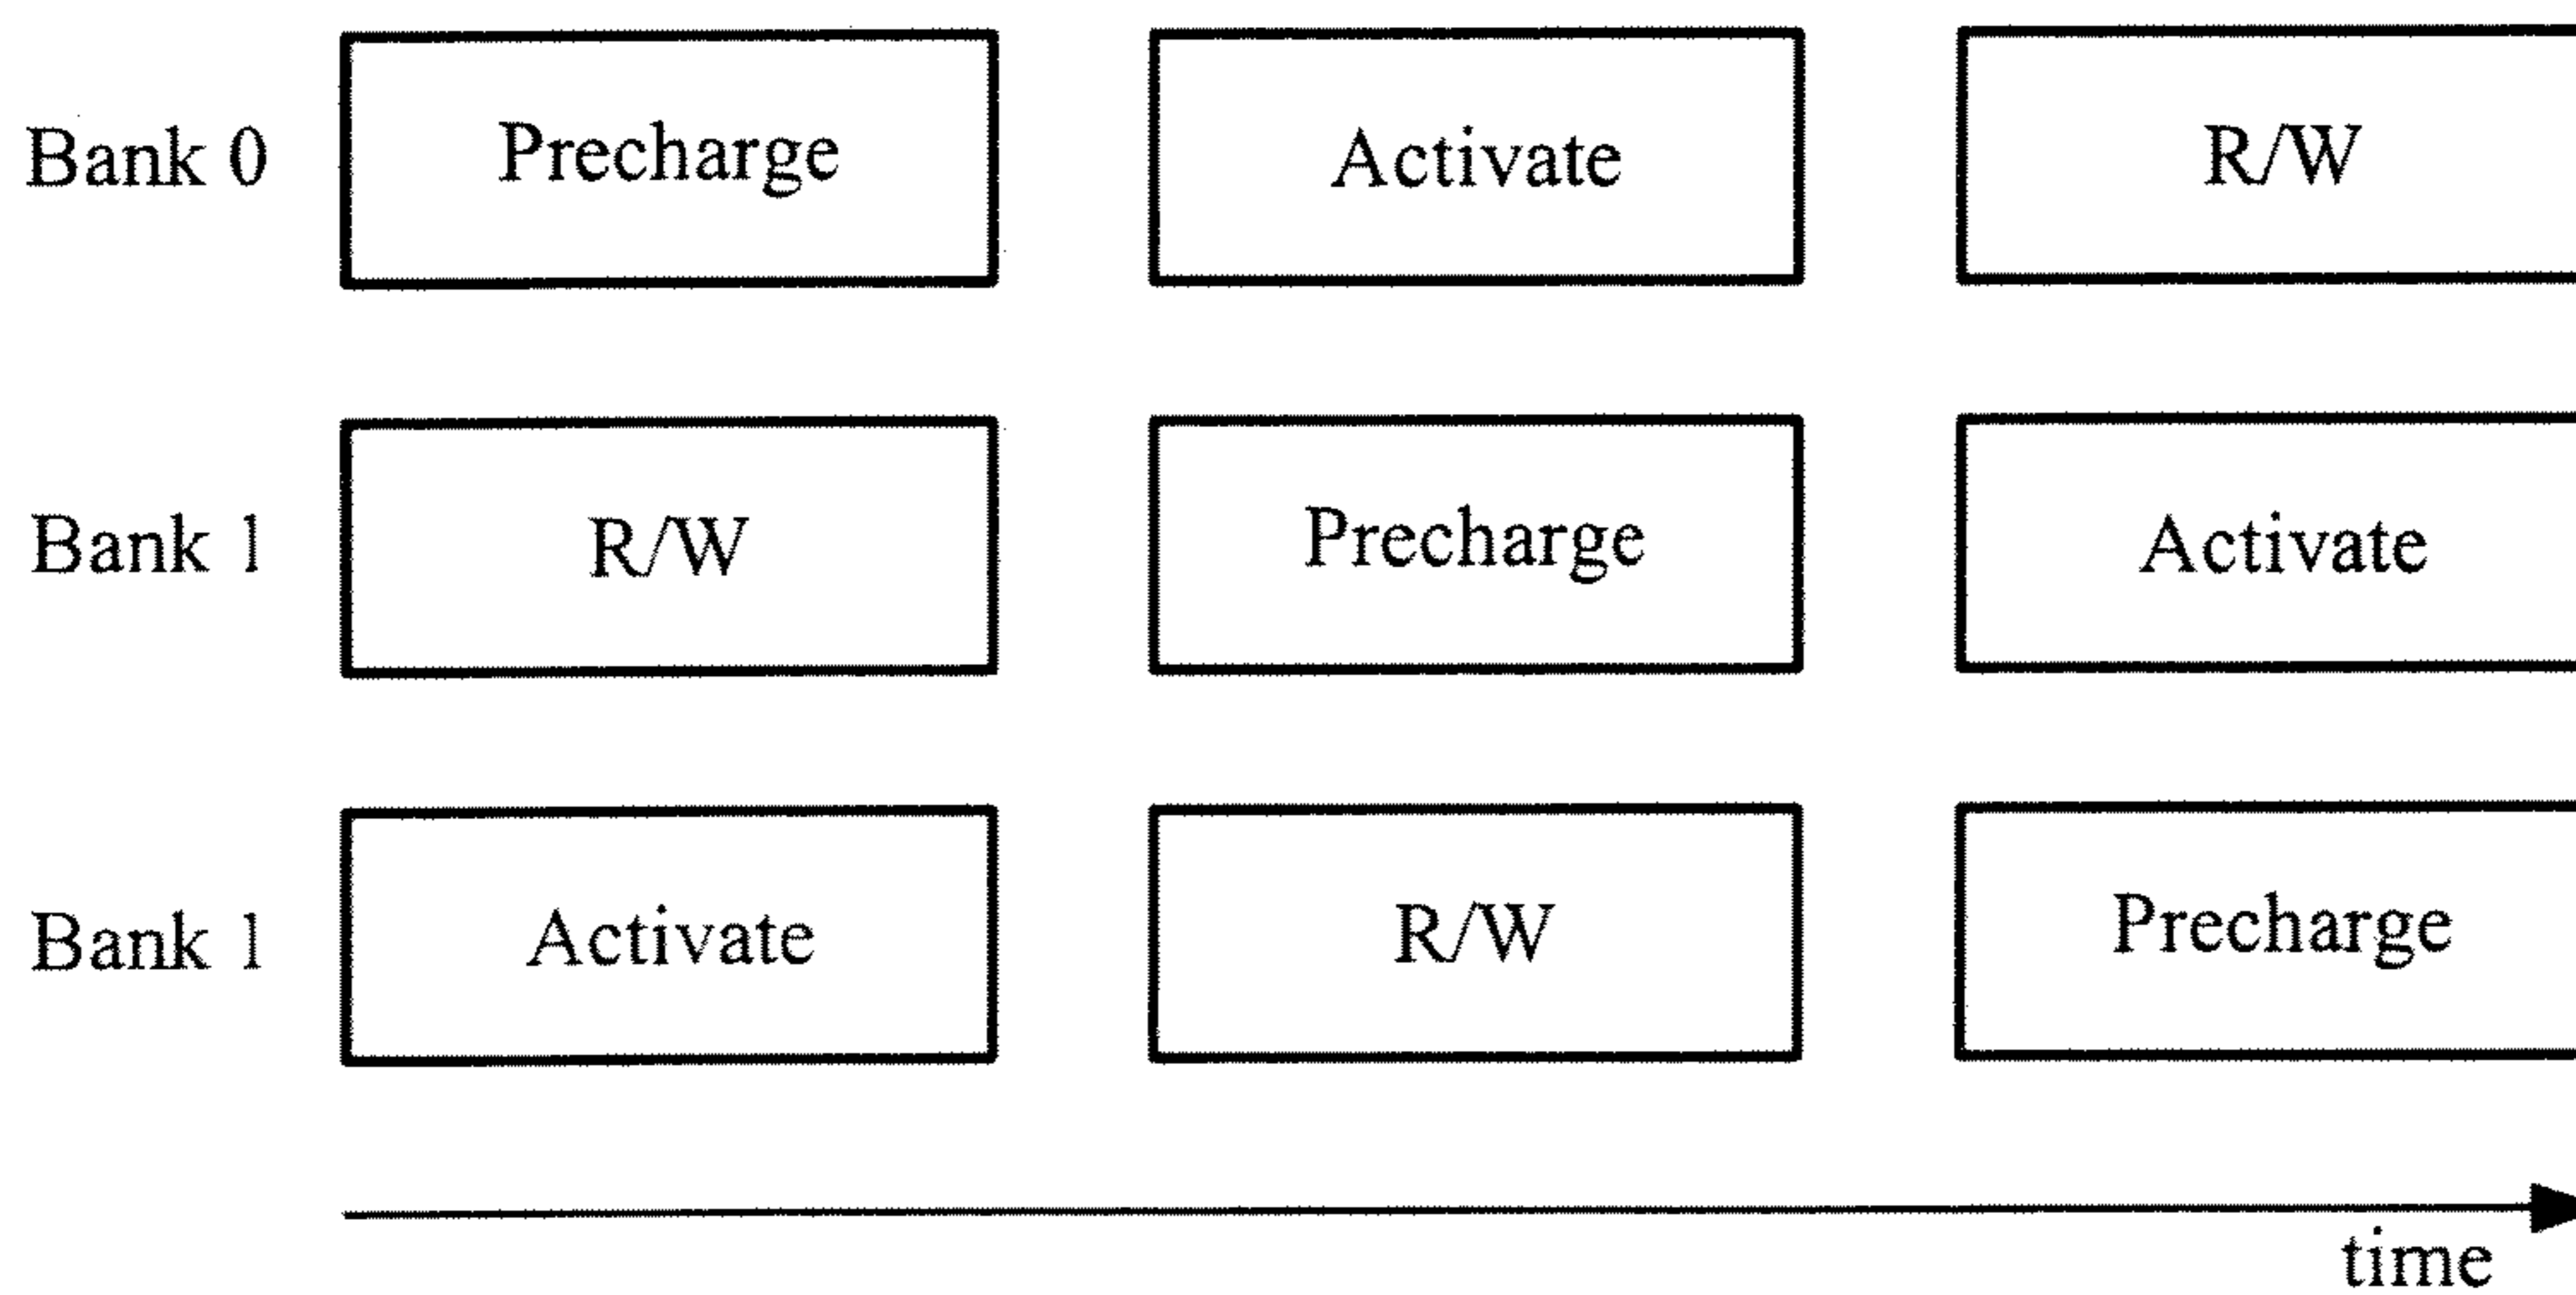 Bank 0 Precharge Activate R/W
Bank 1 R/W Precharge Activate
Bank 1 Activate R/W Precharge
time